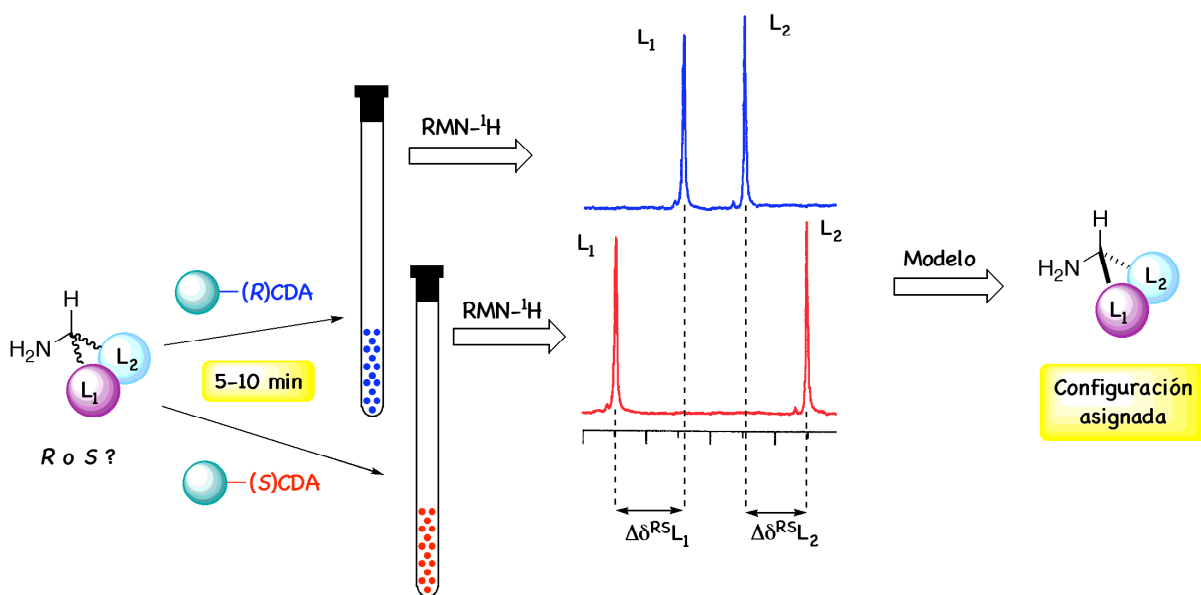 H
H₂N
L₁
L₂
R o S ?
(R)CDA
5-10 min
(S)CDA
RMN-¹H
RMN-¹H
L₁
L₂
L₁
L₂
ΔδᴿˢL₁
ΔδᴿˢL₂
Modelo
H
H₂N
L₂
L₁
Configuración
asignada